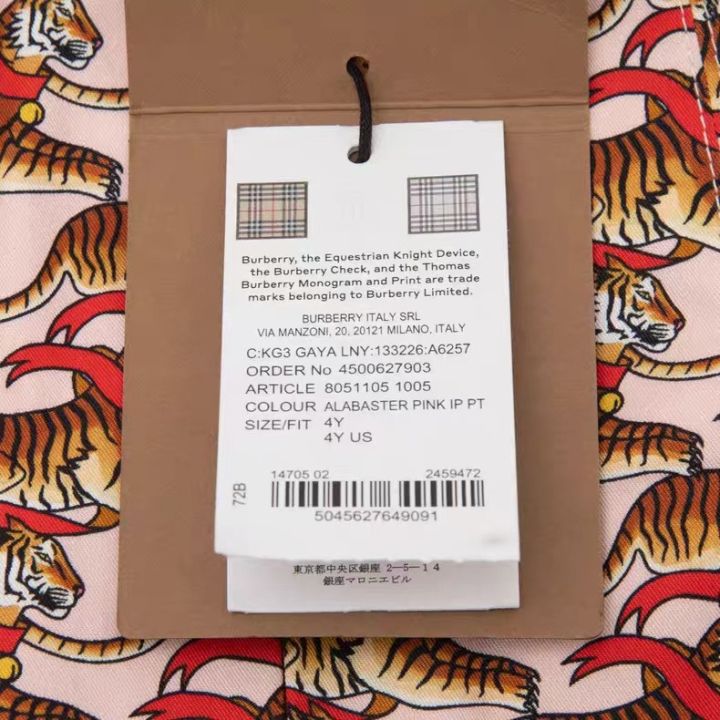 Burberry, the Equestrian Knight Device,
the Burberry Check, and the Thomas
Burberry Monogram and Print are trade
marks belonging to Burberry Limited.
BURBERRY ITALY SRL
VIA MANZONI, 20, 20121 MILANO, ITALY
C:KG3 GAYA LNY:133226:A6257
ORDER No 4500627903
ARTICLE 8051105 1005
COLOUR ALABASTER PINK IP PT
SIZE/FIT 4Y
4Y US
72B
14705 02 2459472
5045627649091
東京都中央区銀座 2—5—14
銀座マロニエビル